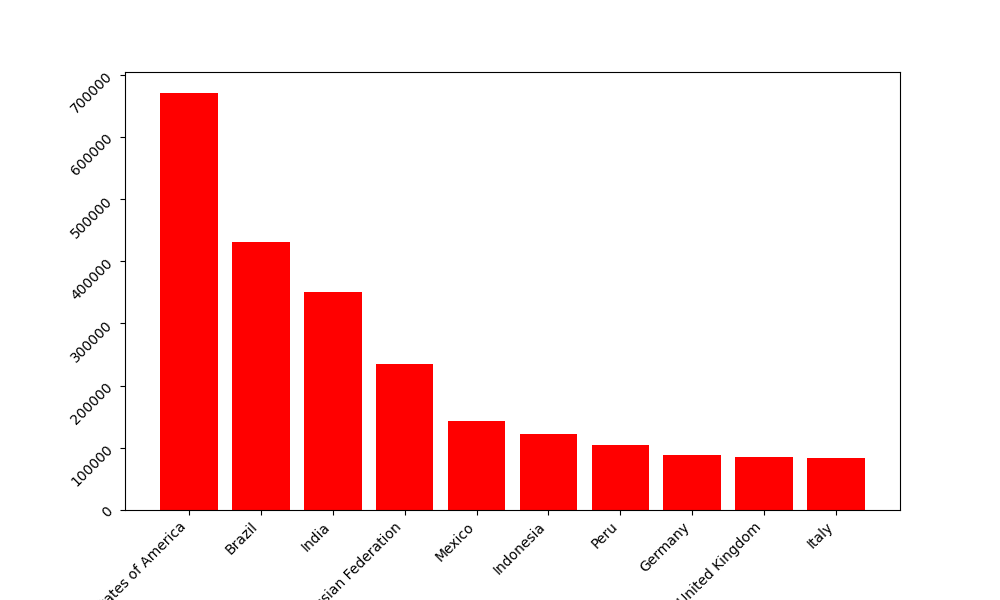 700000
600000
500000
400000
300000
200000
100000
0
ates of America
Brazil
India
sian Federation
Mexico
Indonesia
Peru
Germany
United Kingdom
Italy